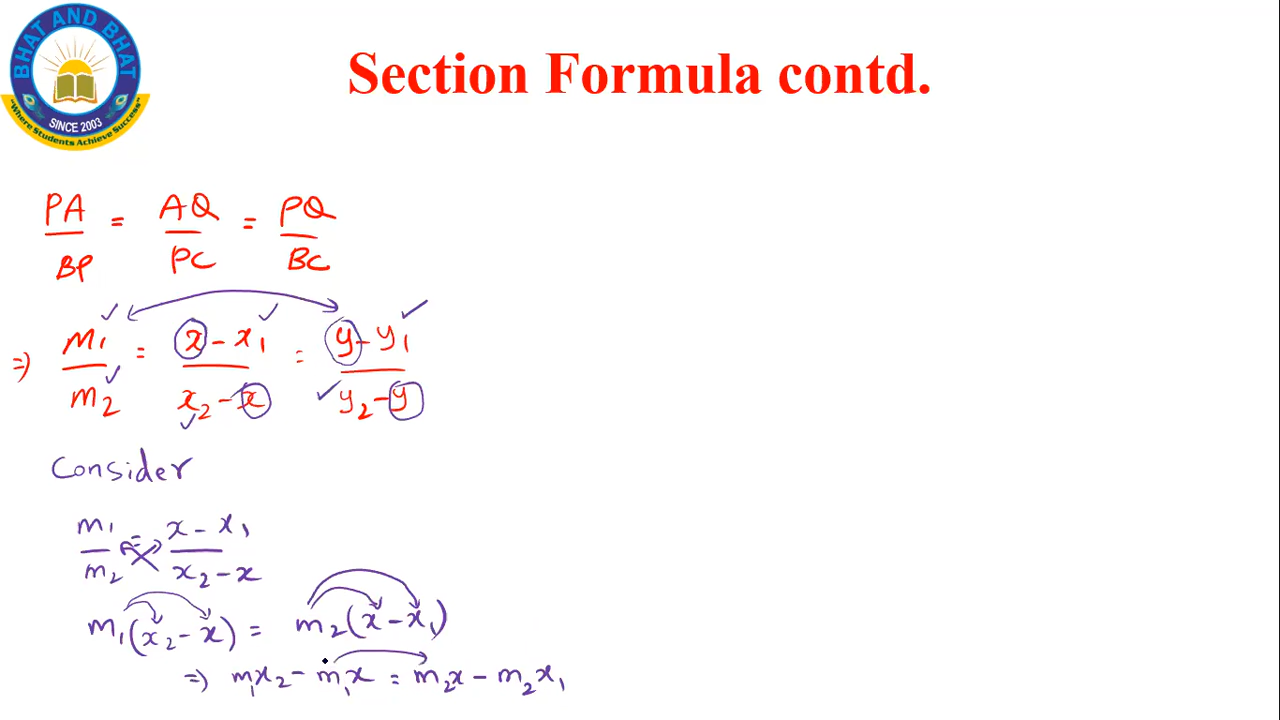 BHAT AND BHAT
SINCE 2003
"Where Students Achieve Success"
Section Formula contd.
PA/BP = AQ/PC = PQ/BC
⇒) m₁/m₂ = x - x₁/x₂ - x = y - y₁/y₂ - y
Consider
m₁/m₂ = x - x₁/x₂ - x
m₁(x₂ - x) = m₂(x - x₁)
⇒) m₁x₂ - m₁x = m₂x - m₂x₁